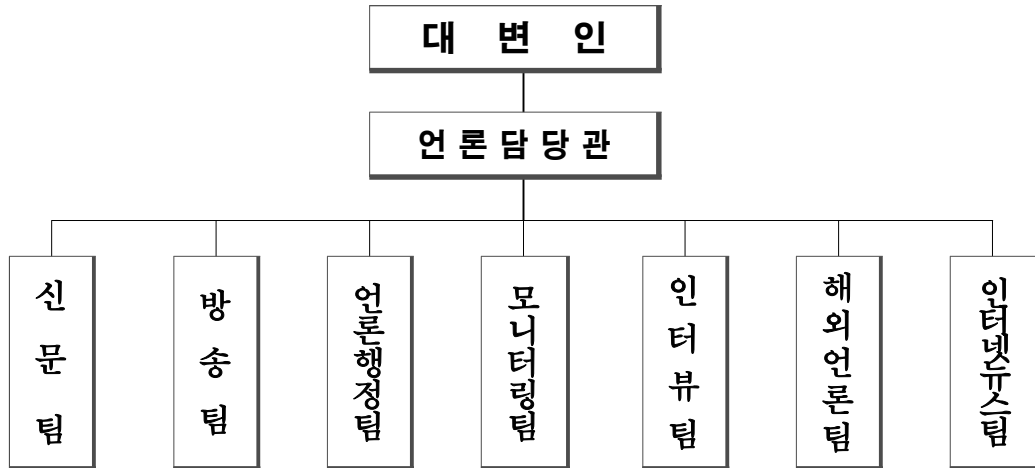 대 변 인
언론담당관
신문팀
방송팀
언론행정팀
모니터링팀
인터뷰팀
해외언론팀
인터넷뉴스팀